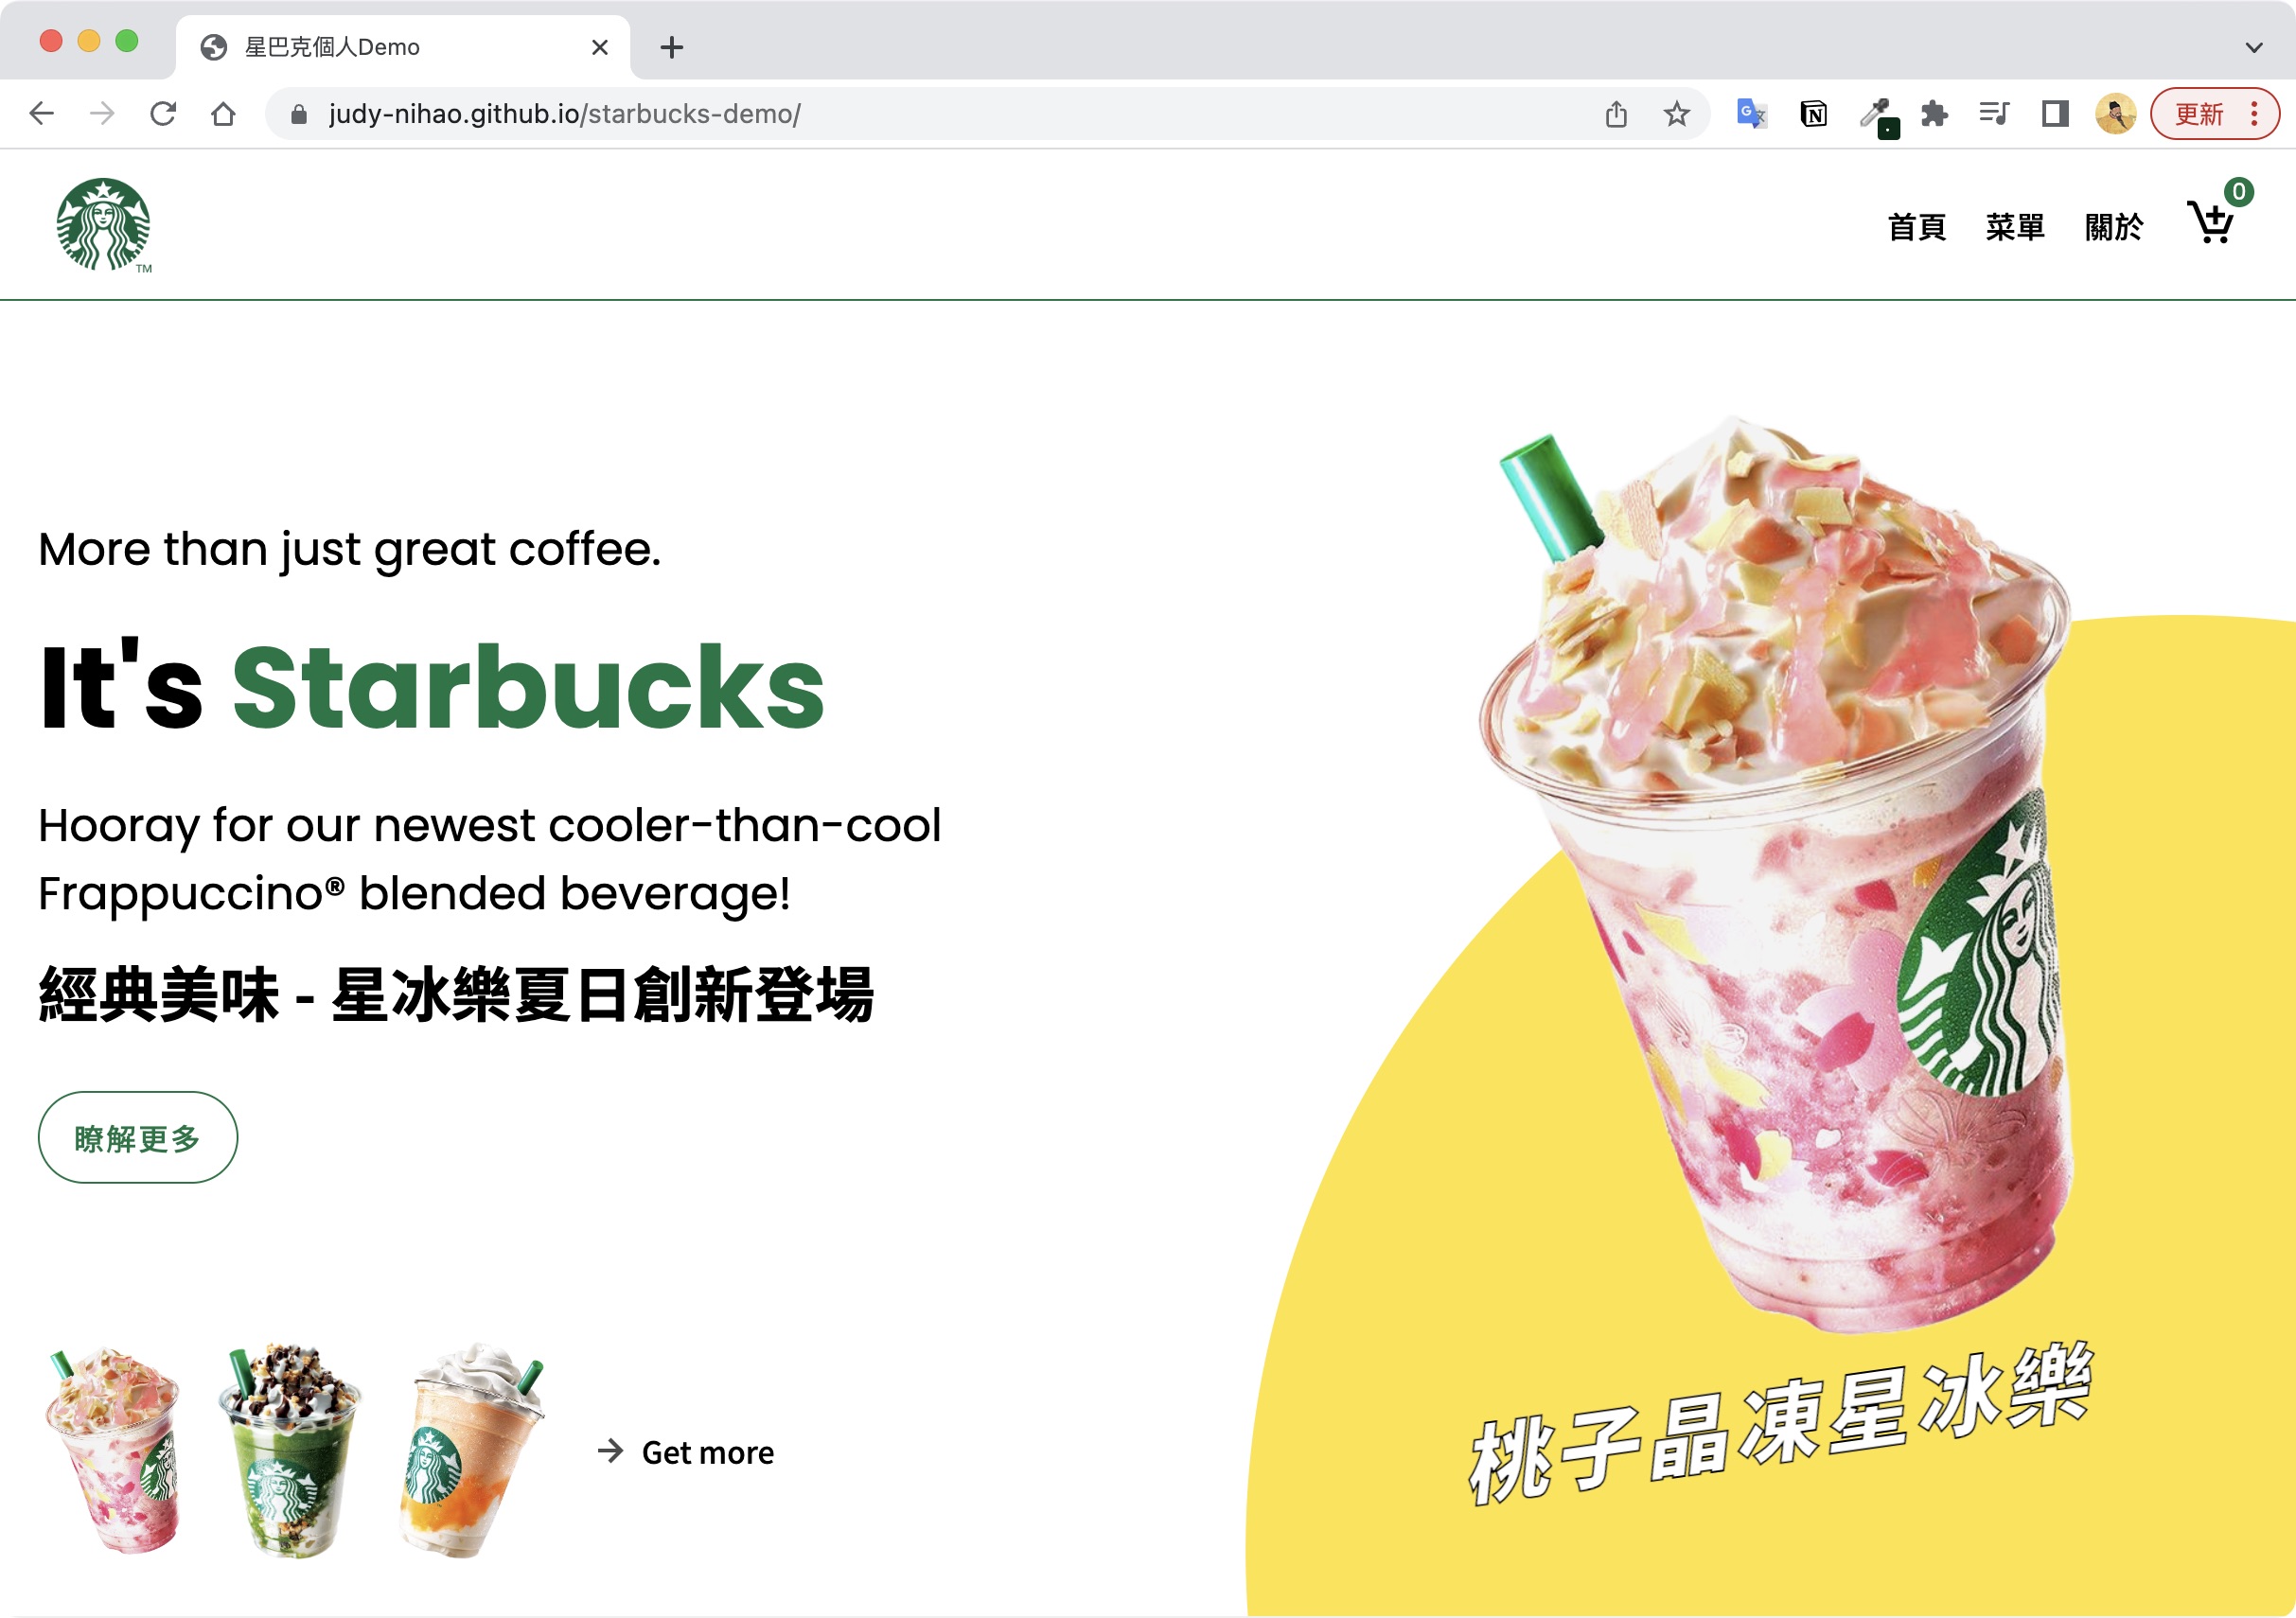 星巴克個人Demo
judy-nihao.github.io/starbucks-demo/
更新
TM
首頁 菜單 關於
0
More than just great coffee.
It's Starbucks
Hooray for our newest cooler-than-cool
Frappuccino® blended beverage!
經典美味 - 星冰樂夏日創新登場
瞭解更多
Get more
桃子晶凍星冰樂